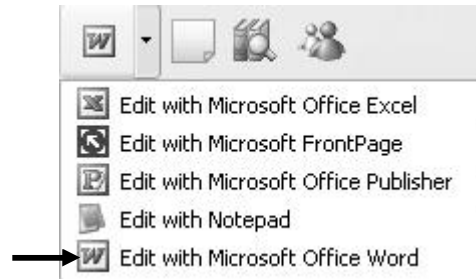 Edit with Microsoft Office Excel
Edit with Microsoft FrontPage
Edit with Microsoft Office Publisher
Edit with Notepad
Edit with Microsoft Office Word